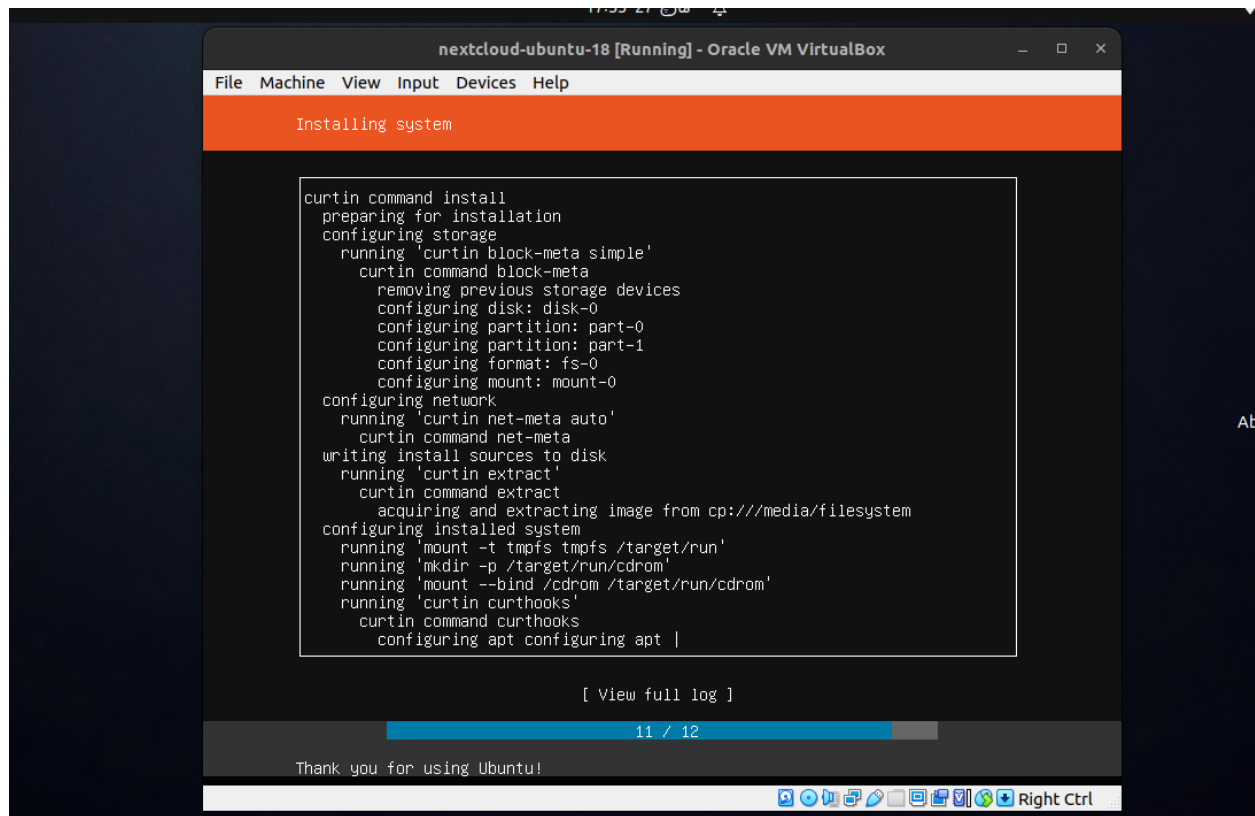 nextcloud-ubuntu-18 [Running] - Oracle VM VirtualBox
File Machine View Input Devices Help
Installing system
curtin command install
preparing for installation
configuring storage
running 'curtin block-meta simple'
curtin command block-meta
removing previous storage devices
configuring disk: disk-0
configuring partition: part-0
configuring partition: part-1
configuring format: fs-0
configuring mount: mount-0
configuring network
running 'curtin net-meta auto'
curtin command net-meta
writing install sources to disk
running 'curtin extract'
curtin command extract
acquiring and extracting image from cp:///media/filesystem
configuring installed system
running 'mount -t tmpfs tmpfs /target/run'
running 'mkdir -p /target/run/cdrom'
running 'mount --bind /cdrom /target/run/cdrom'
running 'curtin curthooks'
curtin command curthooks
configuring apt configuring apt |
[ View full log ]
11 / 12
Thank you for using Ubuntu!
Right Ctrl